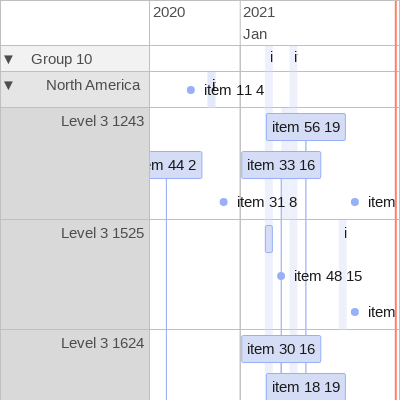 2020
2021
Jan
▼ Group 10
i
i
▼ North America
i
item 11 4
Level 3 1243
item 56 19
em 44 2
item 33 16
item 31 8
item
Level 3 1525
i
item 48 15
item
Level 3 1624
item 30 16
item 18 19